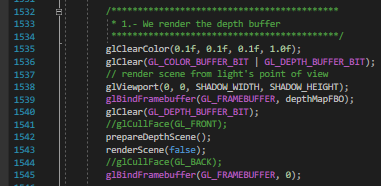 1532 /*****************************************
1533 * 1.- We render the depth buffer
1534 *****************************************/
1535 glClearColor(0.1f, 0.1f, 0.1f, 1.0f);
1536 glClear(GL_COLOR_BUFFER_BIT | GL_DEPTH_BUFFER_BIT);
1537 // render scene from light's point of view
1538 glViewport(0, 0, SHADOW_WIDTH, SHADOW_HEIGHT);
1539 glBindFramebuffer(GL_FRAMEBUFFER, depthMapFBO);
1540 glClear(GL_DEPTH_BUFFER_BIT);
1541 //glCullFace(GL_FRONT);
1542 prepareDepthScene();
1543 renderScene(false);
1544 //glCullFace(GL_BACK);
1545 glBindFramebuffer(GL_FRAMEBUFFER, 0);